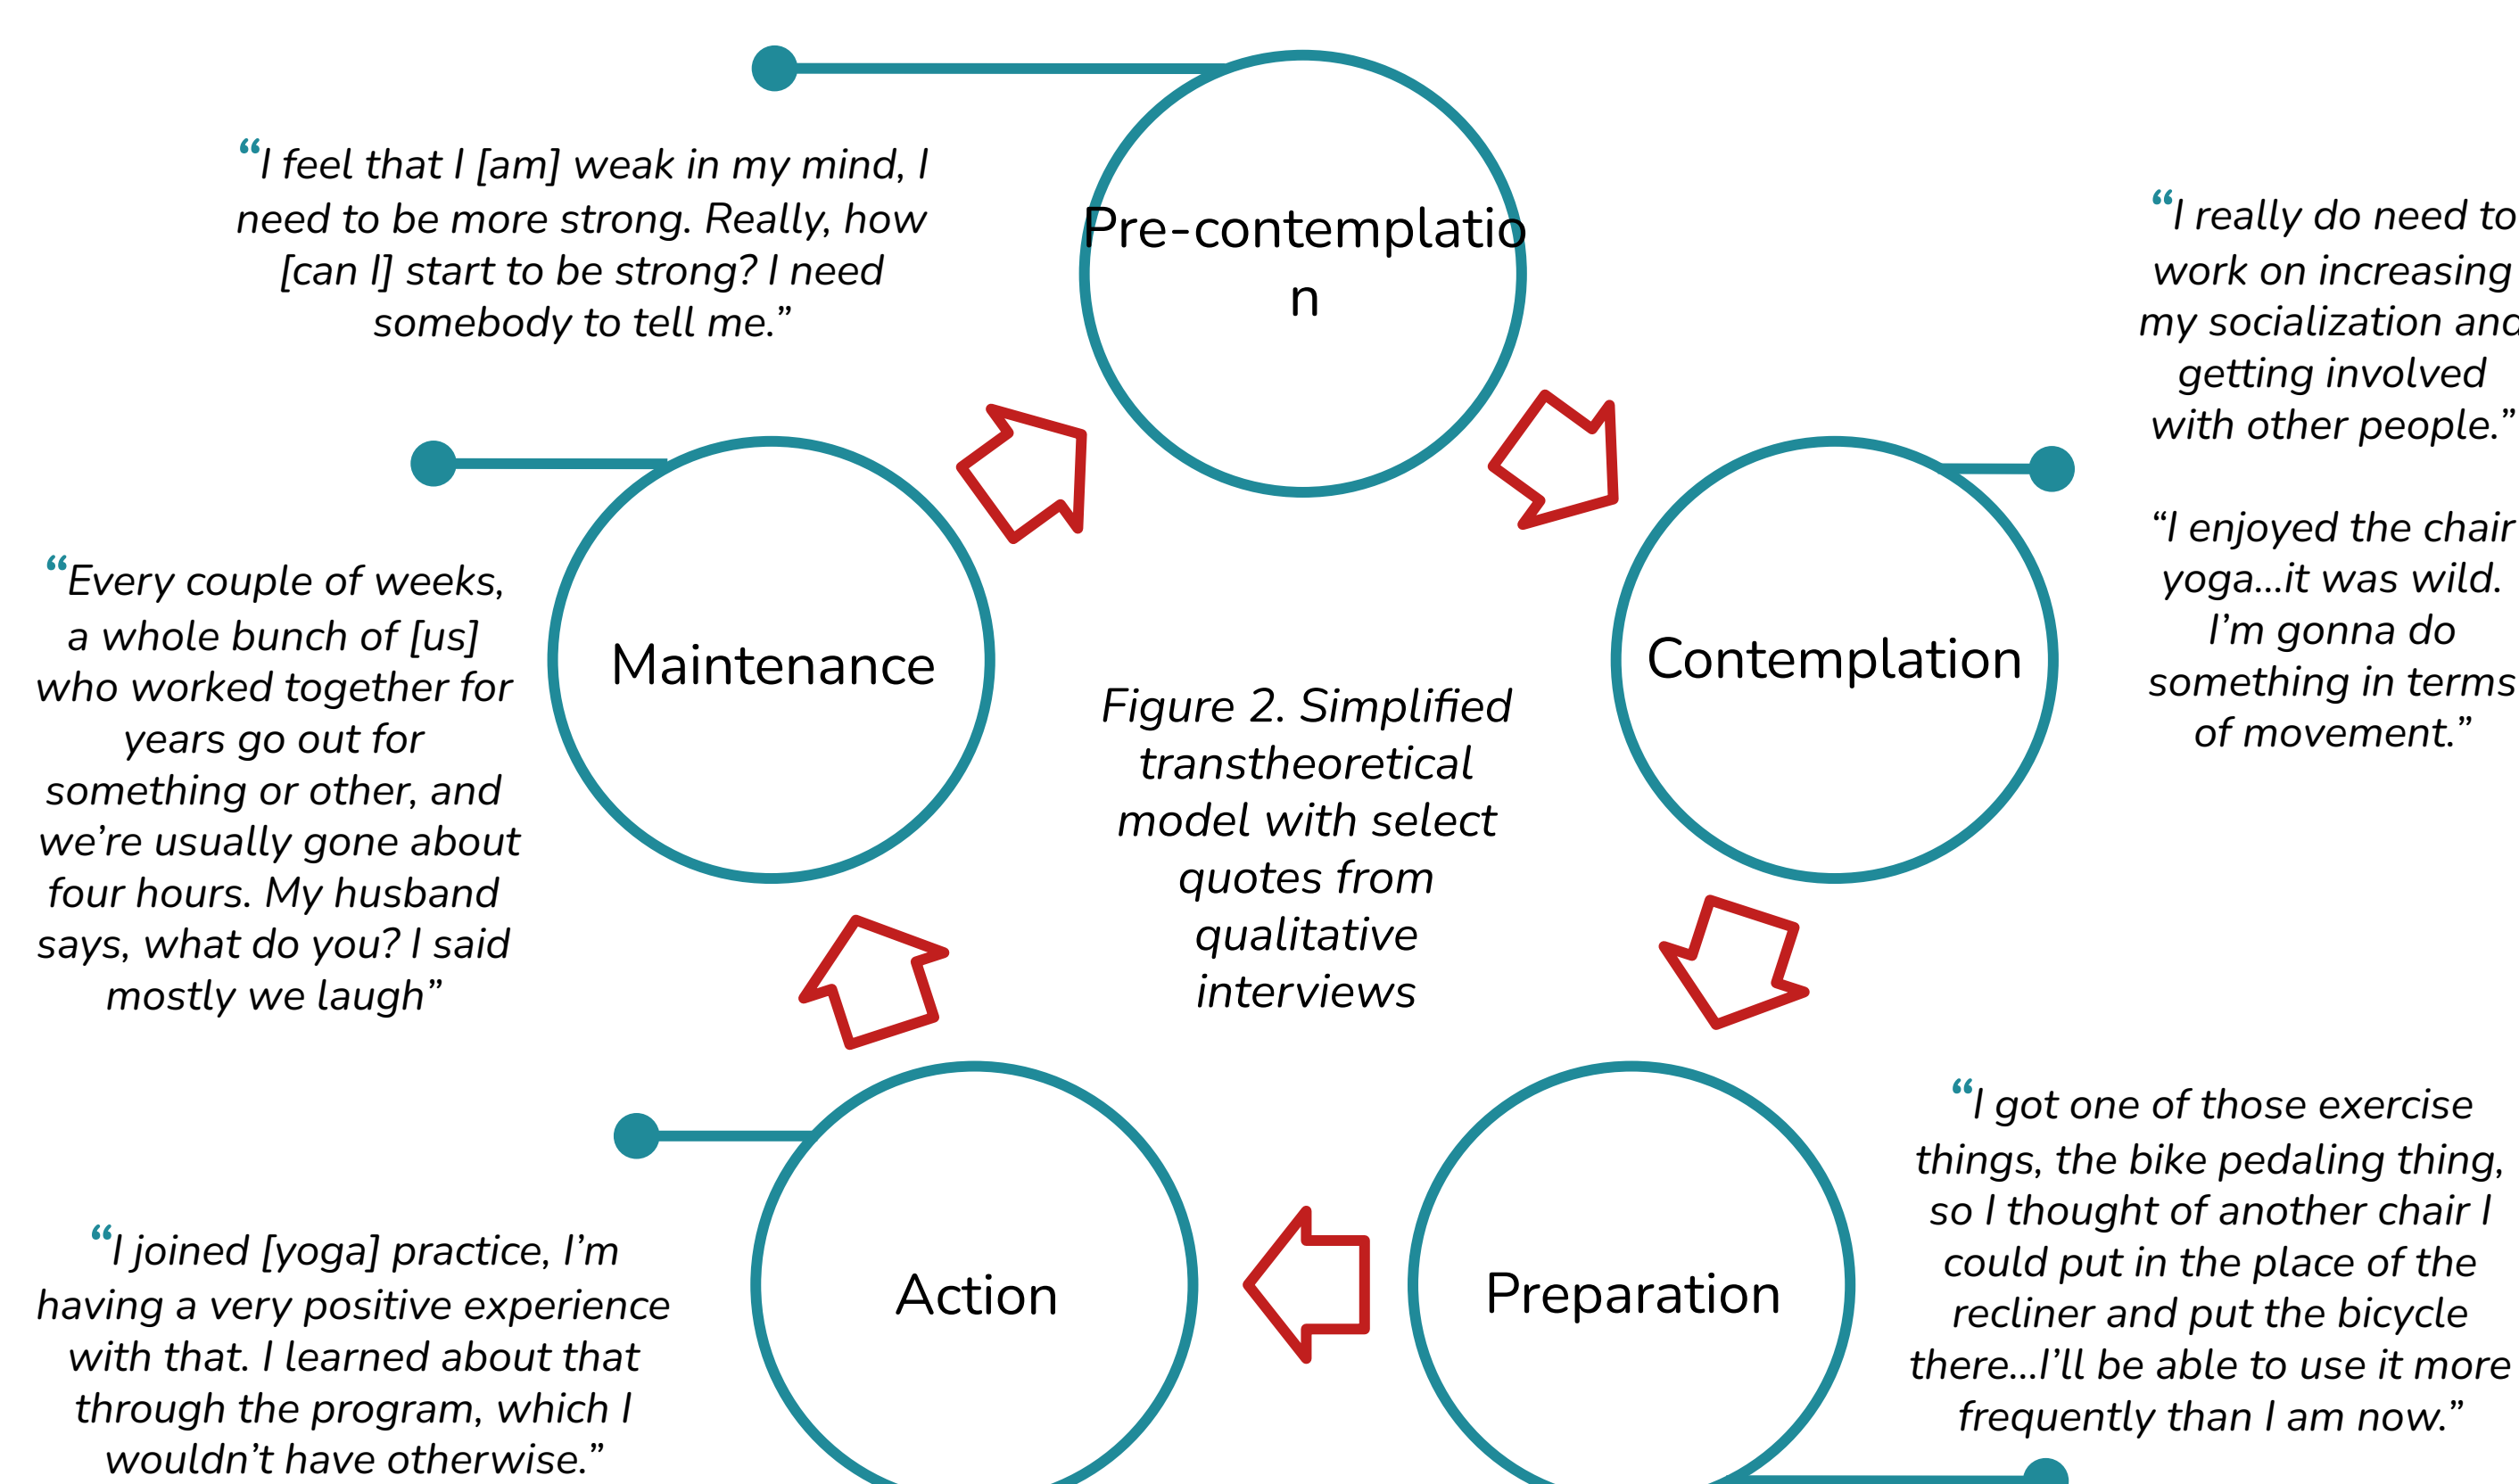 “I feel that I [am] weak in my mind, I
need to be more strong. Really, how
[can I] start to be strong? I need
somebody to tell me.”
Pre-contemplatio
n
“I really do need to
work on increasing
my socialization and
getting involved
with other people.”
“I enjoyed the chair
yoga...it was wild.
I’m gonna do
something in terms
of movement.”
Contemplation
“Every couple of weeks,
a whole bunch of [us]
who worked together for
years go out for
something or other, and
we’re usually gone about
four hours. My husband
says, what do you? I said
mostly we laugh”
Maintenance
Figure 2. Simplified
transtheoretical
model with select
quotes from
qualitative
interviews
“I got one of those exercise
things, the bike pedaling thing,
so I thought of another chair I
could put in the place of the
recliner and put the bicycle
there...I’ll be able to use it more
frequently than I am now.”
Preparation
Action
“I joined [yoga] practice, I’m
having a very positive experience
with that. I learned about that
through the program, which I
wouldn’t have otherwise.”